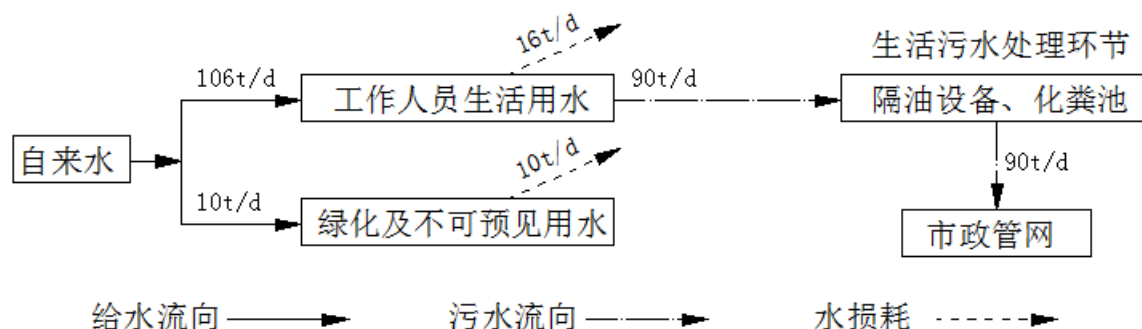 16t/d
生活污水处理环节
106t/d
90t/d
工作人员生活用水
隔油设备、化粪池
自来水
10t/d
90t/d
10t/d
绿化及不可预见用水
市政管网
给水流向
污水流向
水损耗